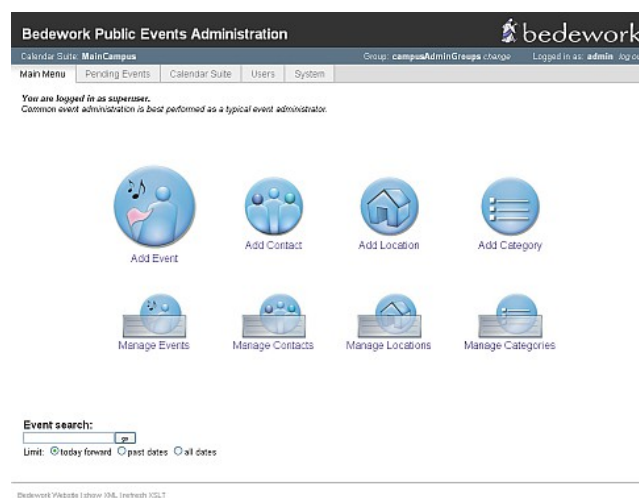 Bedework Public Events Administration
bedework
Calendar Suite: MainCampus
Group: campusAdminGroups change
Logged in as: admin log out
Main Menu
Pending Events
Calendar Suite
Users
System
You are logged in as superuser.
Common event administration is best performed as a typical event administrator.
Add Event
Add Contact
Add Location
Add Category
Manage Events
Manage Contacts
Manage Locations
Manage Categories
Event search:
go
Limit: today forward past dates all dates
Bedework Website | show XML | refresh XSLT